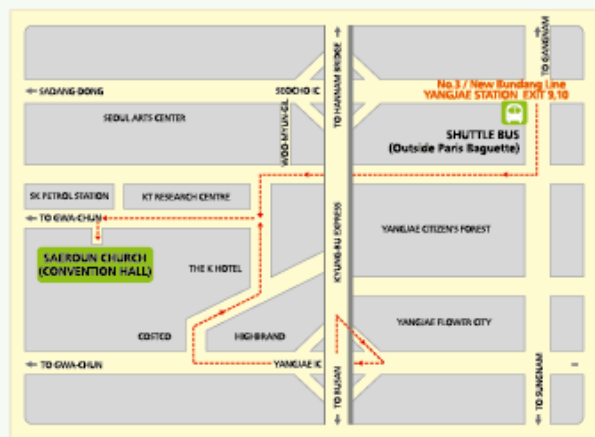 TO HANNAM BRIDGE
TO GANGNAM
No.3 / New Bundang Line
YANGJAE STATION EXIT 9,10
← SADANG-DONG
SEOCHO IC
SEOUL ARTS CENTER
WOO-MYUN-GIL
SHUTTLE BUS
(Outside Paris Baguette)
SK PETROL STATION
KT RESEARCH CENTRE
← TO GWA-CHUN
KYUNG-BU EXPRESS
YANGJAE CITIZEN'S FOREST
SAEROUN CHURCH
(CONVENTION HALL)
THE K HOTEL
COSTCO
HIGHBRAND
YANGJAE FLOWER CITY
← TO GWA-CHUN
YANGJAE IC
← TO BUSAN
← TO SUNGNAM